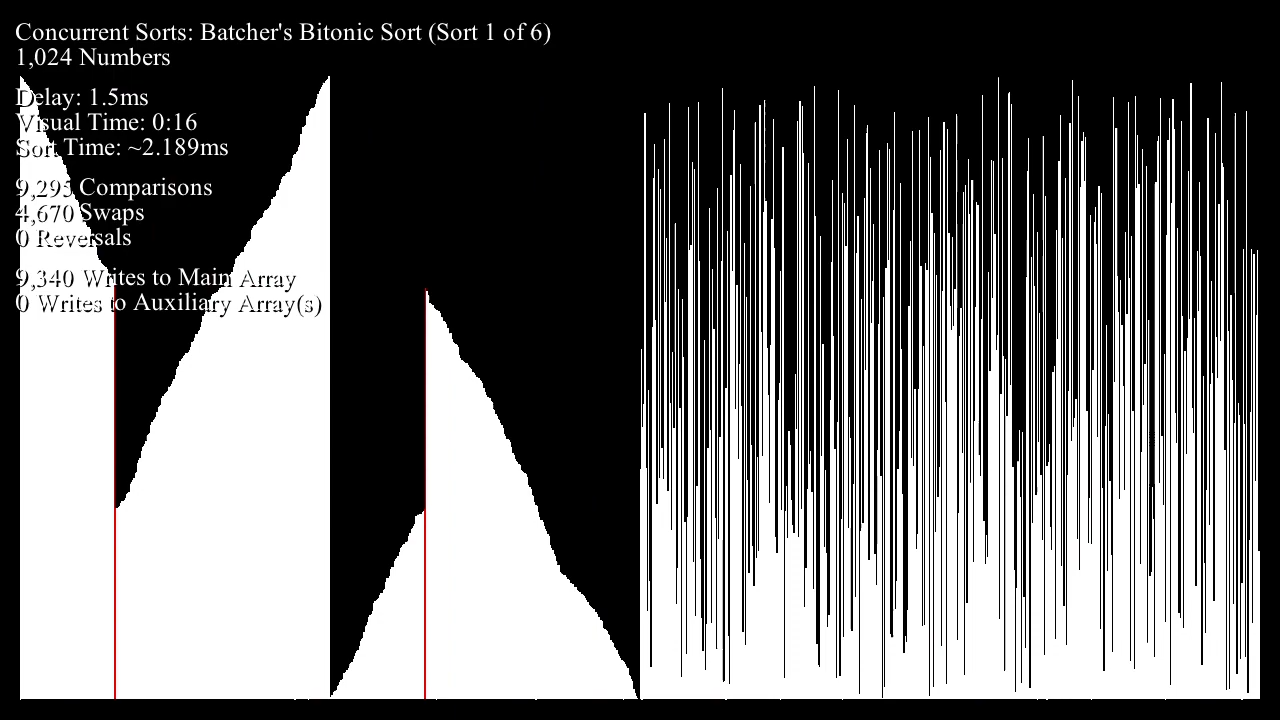 Concurrent Sorts: Batcher's Bitonic Sort (Sort 1 of 6)
1,024 Numbers
Delay: 1.5ms
Visual Time: 0:16
Sort Time: ~2.189ms
9,295 Comparisons
4,670 Swaps
0 Reversals
9,340 Writes to Main Array
0 Writes to Auxiliary Array(s)